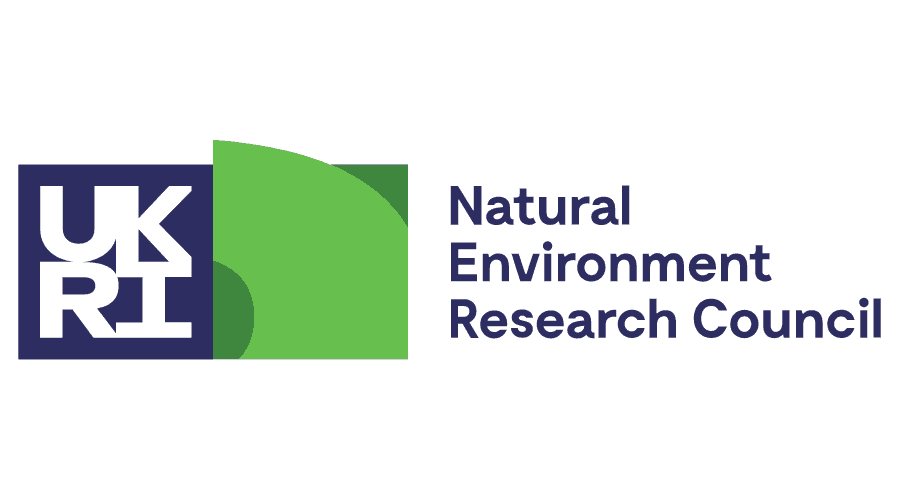 UK
RI
Natural
Environment
Research Council